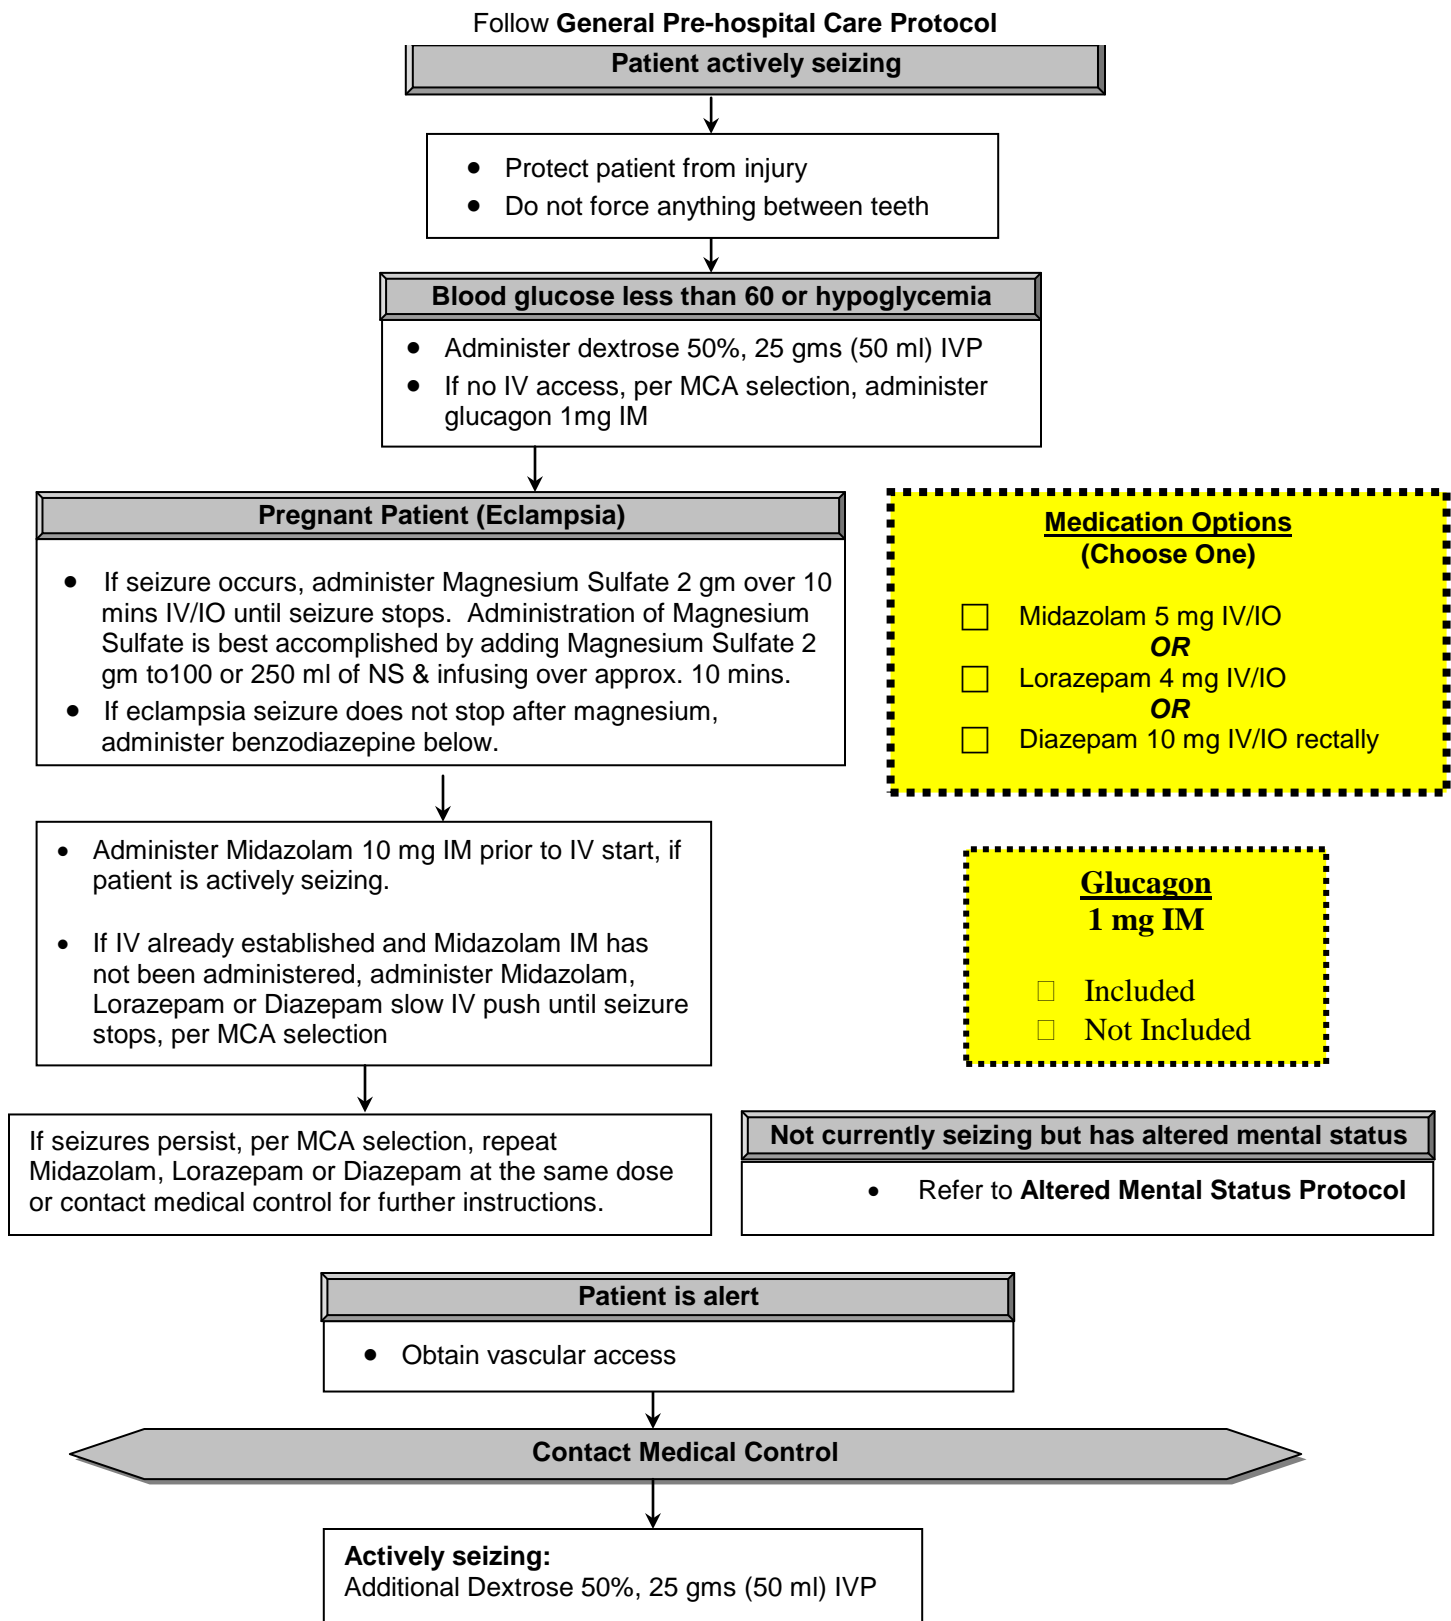 Follow General Pre-hospital Care Protocol
Patient actively seizing
• Protect patient from injury
• Do not force anything between teeth
Blood glucose less than 60 or hypoglycemia
• Administer dextrose 50%, 25 gms (50 ml) IVP
• If no IV access, per MCA selection, administer
glucagon 1mg IM
Pregnant Patient (Eclampsia)
• If seizure occurs, administer Magnesium Sulfate 2 gm over 10
mins IV/IO until seizure stops. Administration of Magnesium
Sulfate is best accomplished by adding Magnesium Sulfate 2
gm to100 or 250 ml of NS & infusing over approx. 10 mins.
• If eclampsia seizure does not stop after magnesium,
administer benzodiazepine below.
Medication Options
(Choose One)
☐ Midazolam 5 mg IV/IO
OR
☐ Lorazepam 4 mg IV/IO
OR
☐ Diazepam 10 mg IV/IO rectally
• Administer Midazolam 10 mg IM prior to IV start, if
patient is actively seizing.
• If IV already established and Midazolam IM has
not been administered, administer Midazolam,
Lorazepam or Diazepam slow IV push until seizure
stops, per MCA selection
Glucagon
1 mg IM
☐ Included
☐ Not Included
If seizures persist, per MCA selection, repeat
Midazolam, Lorazepam or Diazepam at the same dose
or contact medical control for further instructions.
Not currently seizing but has altered mental status
• Refer to Altered Mental Status Protocol
Patient is alert
• Obtain vascular access
Contact Medical Control
Actively seizing:
Additional Dextrose 50%, 25 gms (50 ml) IVP